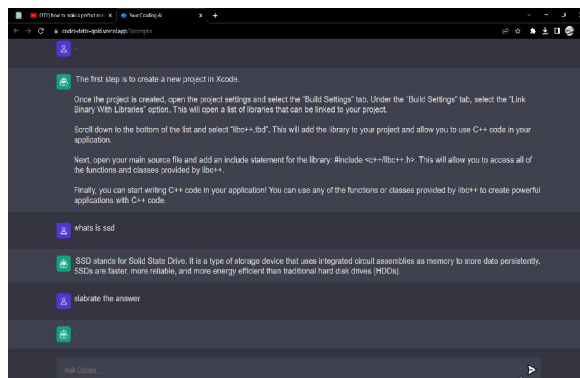 Your Coading AI
The first step is to create a new project in Xcode.
Once the project is created, open the project settings and select the "Build Settings" tab. Under the "Build Settings" tab, select the "Link
Binary With Libraries" option. This will open a list of libraries that can be linked to your project.
Scroll down to the bottom of the list and select "libc++.tbd". This will add the library to your project and allow you to use C++ code in your
application.
Next, open your main source file and add an include statement for the library: #include <c++/libc++.h>. This will allow you to access all of
the functions and classes provided by libc++.
Finally, you can start writing C++ code in your application! You can use any of the functions or classes provided by libc++ to create powerful
applications with C++ code.
whats is ssd
SSD stands for Solid State Drive. It is a type of storage device that uses integrated circuit assemblies as memory to store data persistently.
SSDs are faster, more reliable, and more energy efficient than traditional hard disk drives (HDDs).
elabrate the answer
Ask Codex...